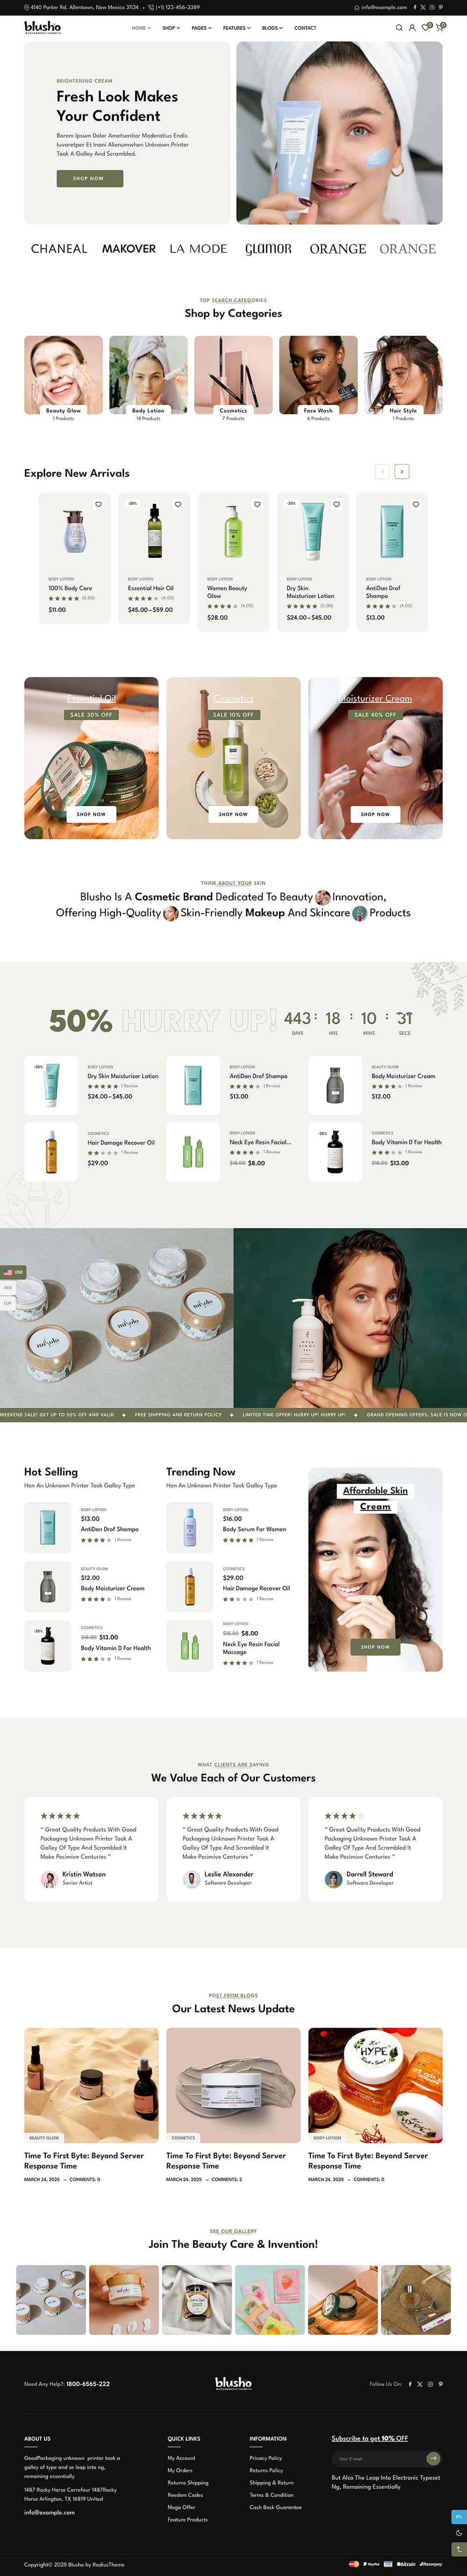 4140 Parker Rd. Allentown, New Mexico 31134
(+1) 123-456-3389
info@example.com
blusho
HOME
SHOP
PAGES
FEATURES
BLOGS
CONTACT
0
0
BRIGHTENING CREAM
Fresh Look Makes
Your Confident
Borem Ipsum Dolor Ametsentiar Maderatius Endis
Iuvaretper Et Inani Alienumwhen Unknown Printer
Took A Galley And Scrambled.
SHOP NOW
CHANEAL
MAKOVER
LA MODE
GLAMOR
ORANGE
ORANGE
TOP SEARCH CATEGORIES
Shop by Categories
Beauty Glow
1 Products
Body Lotion
14 Products
Cosmetics
7 Products
Face Wash
6 Products
Hair Style
1 Products
Explore New Arrivals
BODY LOTION
100% Body Care
(5.00)
$11.00
-20%
BODY LOTION
Essential Hair Oil
(4.00)
$45.00 – $59.00
BODY LOTION
Women Beauty
Glow
(4.00)
$28.00
-20%
BODY LOTION
Dry Skin
Moisturizer Lotion
(5.00)
$24.00 – $45.00
BODY LOTION
AntiDan Drof
Shampo
(4.00)
$13.00
Essential Oil
SALE 30% OFF
SHOP NOW
Cosmetics
SALE 10% OFF
SHOP NOW
Moisturizer Cream
SALE 40% OFF
SHOP NOW
THINK ABOUT YOUR SKIN
Blusho Is A Cosmetic Brand Dedicated To Beauty Innovation,
Offering High-Quality Skin-Friendly Makeup And Skincare Products
50% HURRY UP!
443 : 18 : 10 : 31
DAYS HRS MINS SECS
-20%
BODY LOTION
Dry Skin Moisturizer Lotion
1 Review
$24.00 – $45.00
BODY LOTION
AntiDan Drof Shampo
1 Review
$13.00
BEAUTY GLOW
Body Moisturizer Cream
1 Review
$12.00
COSMETICS
Hair Damage Recover Oil
1 Review
$29.00
BODY LOTION
Neck Eye Resin Facial...
1 Review
$18.00 $8.00
-28%
COSMETICS
Body Vitamin D For Health
1 Review
$18.00 $13.00
USD
AED
EUR
misolo
misolo
misolo
WEEKEND SALE! GET UP TO 50% OFF AND VALID
FREE SHIPPING AND RETURN POLICY
LIMITED TIME OFFER! HURRY UP! HURRY UP!
GRAND OPENING OFFERS: SALE IS NOW O
Hot Selling
Hen An Unknown Printer Took Galley Type
BODY LOTION
$13.00
AntiDan Drof Shampo
1 Review
BEAUTY GLOW
$12.00
Body Moisturizer Cream
1 Review
-28%
COSMETICS
$18.00 $13.00
Body Vitamin D For Health
1 Review
Trending Now
Hen An Unknown Printer Took Galley Type
BODY LOTION
$16.00
Body Serum For Women
1 Review
COSMETICS
$29.00
Hair Damage Recover Oil
1 Review
BODY LOTION
$18.00 $8.00
Neck Eye Resin Facial
Massage
1 Review
Affordable Skin
Cream
SHOP NOW
WHAT CLIENTS ARE SAYING
We Value Each of Our Customers
“ Great Quality Products With Good
Packaging Unknown Printer Took A
Galley Of Type And Scrambled It
Make Pecimive Centuries ”
Kristin Watson
Senior Artist
“ Great Quality Products With Good
Packaging Unknown Printer Took A
Galley Of Type And Scrambled It
Make Pecimive Centuries ”
Leslie Alexander
Software Developer
“ Great Quality Products With Good
Packaging Unknown Printer Took A
Galley Of Type And Scrambled It
Make Pecimive Centuries ”
Darrell Steward
Software Developer
POST FROM BLOGS
Our Latest News Update
BEAUTY GLOW
Time To First Byte: Beyond Server
Response Time
MARCH 24, 2025 — COMMENTS: 0
COSMETICS
Time To First Byte: Beyond Server
Response Time
MARCH 24, 2025 — COMMENTS: 2
HYPE
HYPE
BODY LOTION
Time To First Byte: Beyond Server
Response Time
MARCH 24, 2025 — COMMENTS: 0
SEE OUR GALLERY
Join The Beauty Care & Invention!
Need Any Help?: 1800-6565-222
blusho
Follow Us On:
ABOUT US
GoodPackaging unknown printer took a
galley of type and so leap into ng,
remaining essentially
1487 Rocky Horse Carrefour 1487Rocky
Horse Arlington, TX 16819 United
info@example.com
QUICK LINKS
My Account
My Orders
Returns Shipping
Reedem Codes
Mega Offer
Feature Products
INFORMATION
Privacy Policy
Returns Policy
Shipping & Return
Terms & Condition
Cash Back Guarantee
Subscribe to get 10% OFF
Your E-mail
But Also The Leap Into Electronic Typeset
Ng, Remaining Essentially
RTL
Copyright© 2025 Blusho by RadiusTheme
PayPal
bitcoin
Razorpay